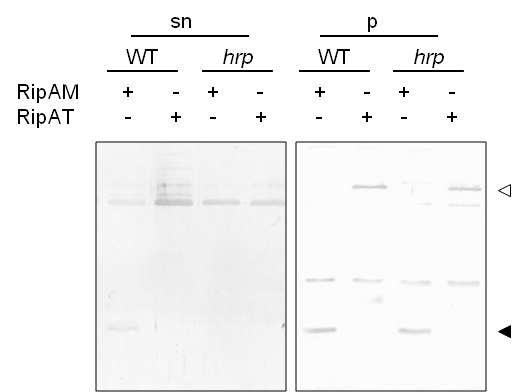 sn p
WT hrp WT hrp
RipAM + - + - + - + -
RipAT - + - + - + - +